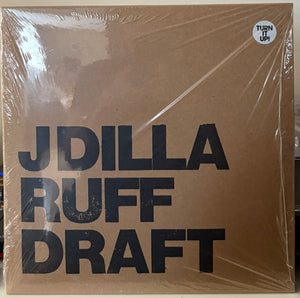 TURN
IT
UP!
J DILLA
RUFF
DRAFT